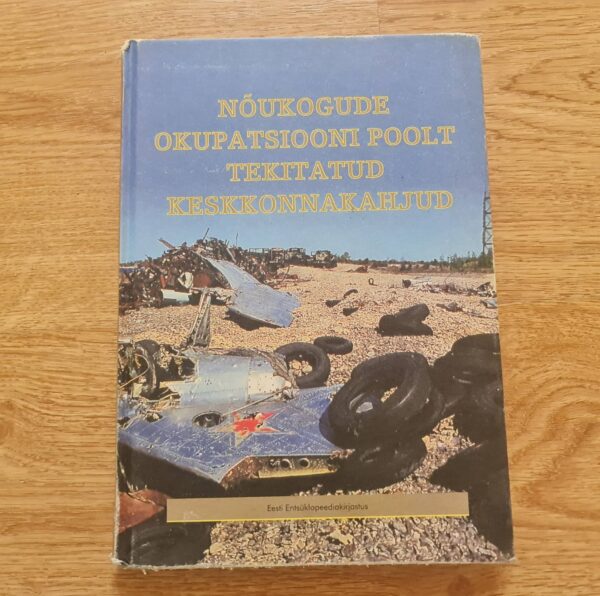 NÕUKOGUDE
OKUPATSIOONI POOLT
TEKITATUD
KESKKONNAKAHJUD
Eesti Entsüklopeediakirjastus